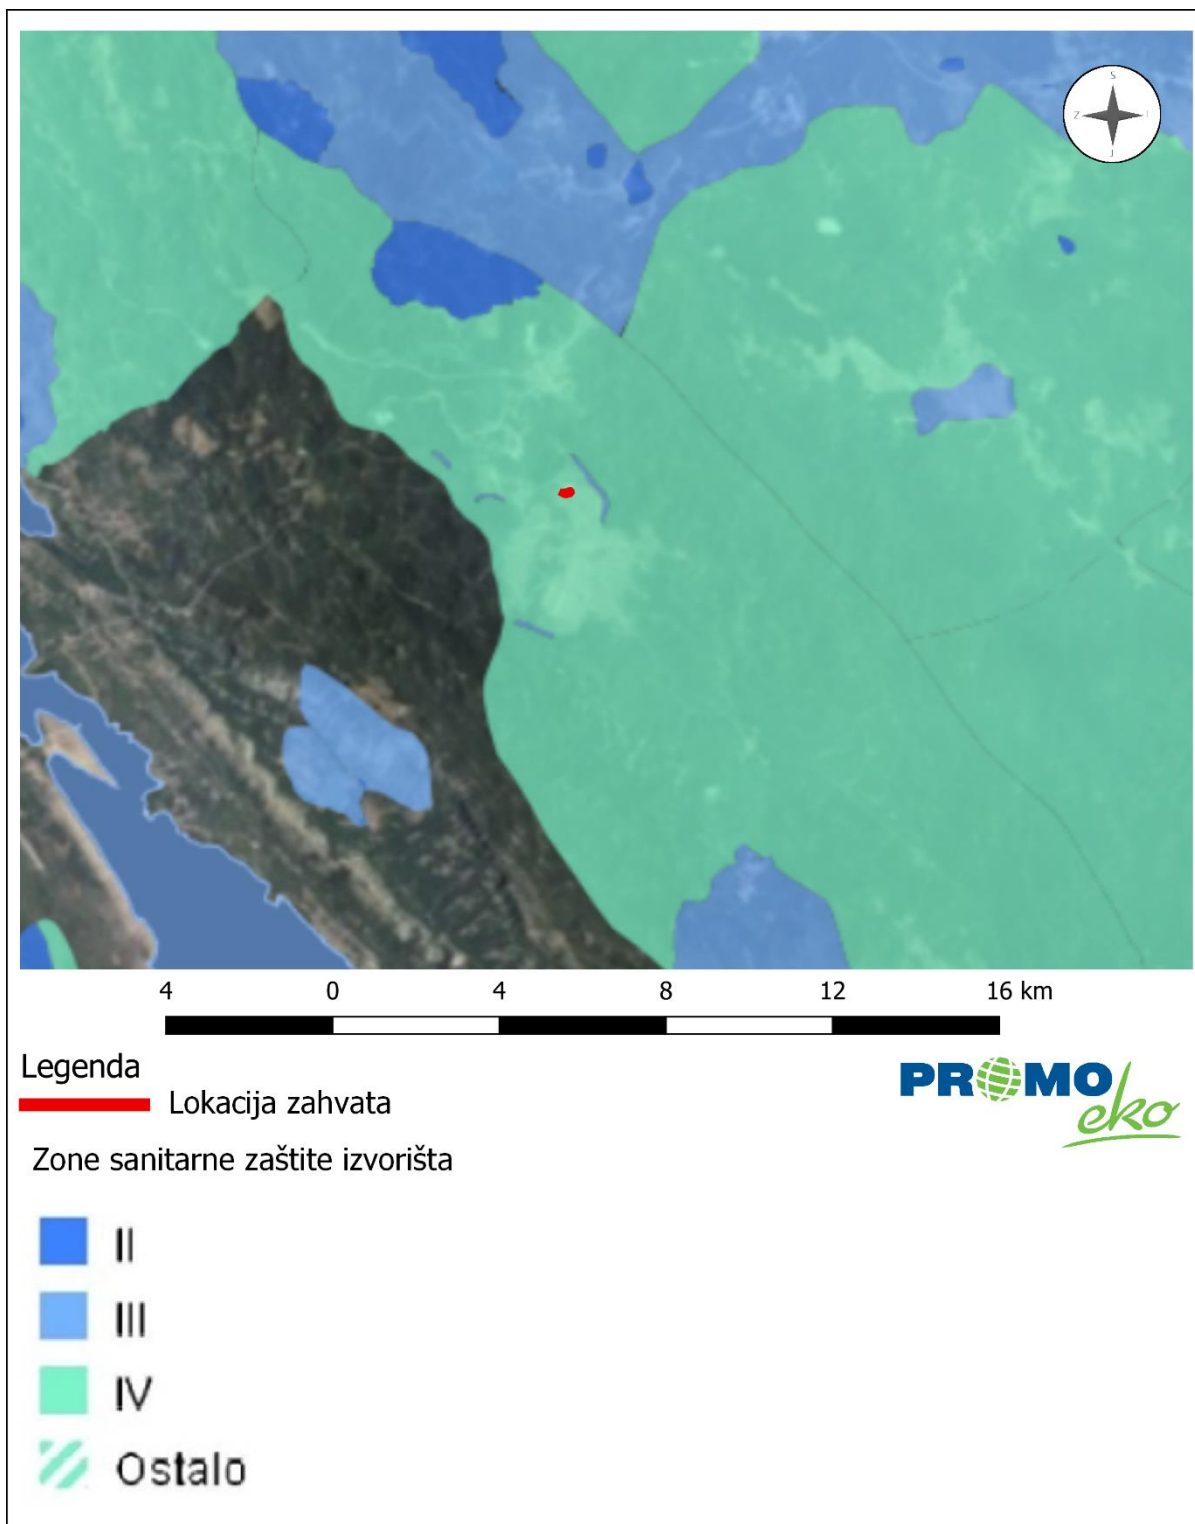 S
Z
I
J
4 0 4 8 12 16 km
Legenda
Lokacija zahvata
PROMO
eko
Zone sanitarne zaštite izvorišta
II
III
IV
Ostalo